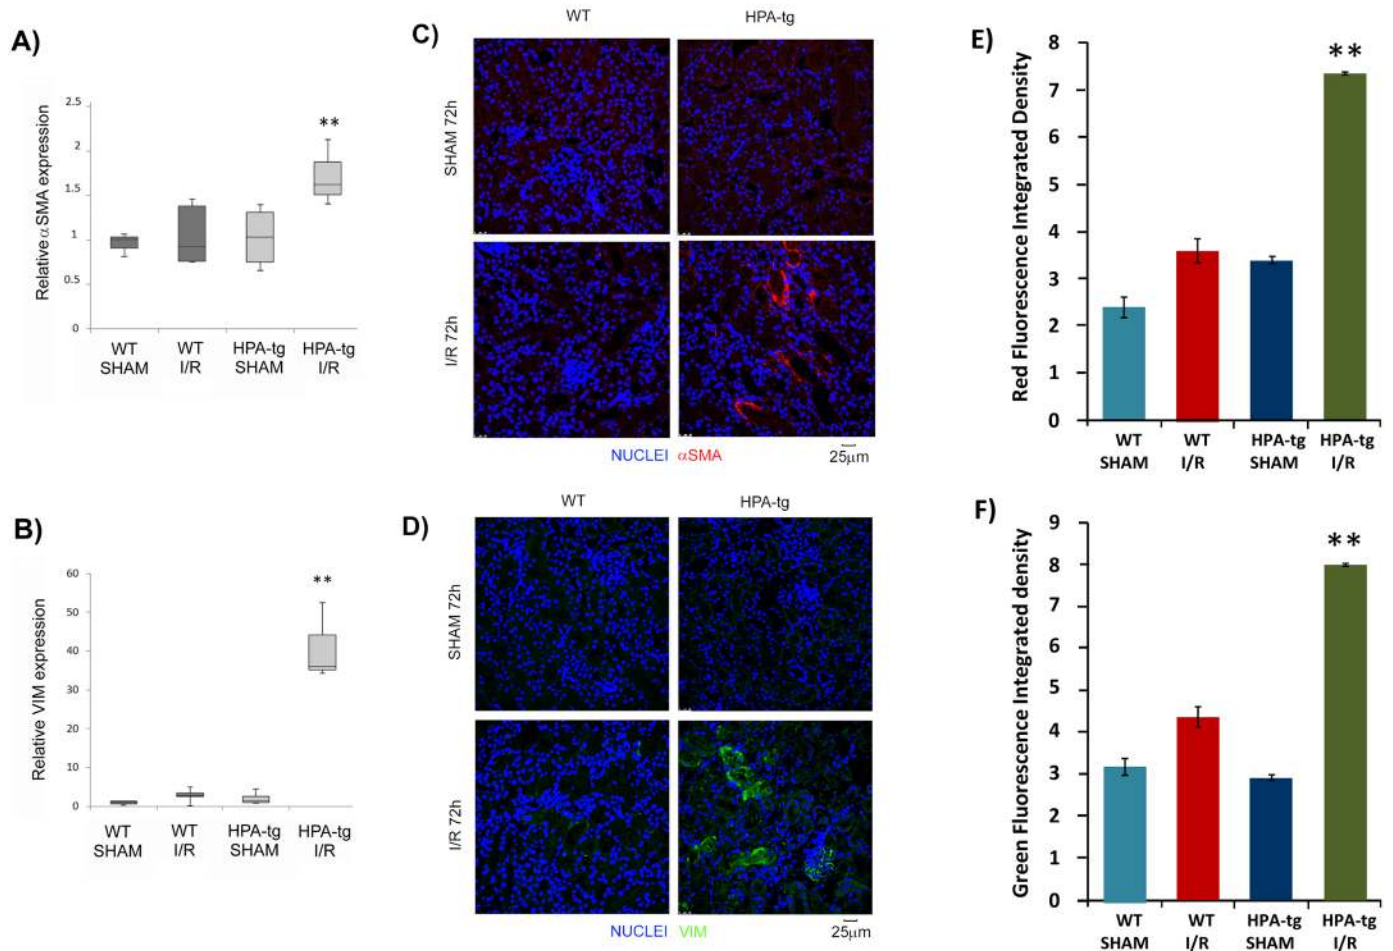 A)
Relative αSMA expression
2.5
2
1.5
1
0.5
0
**
WT
SHAM
WT
I/R
HPA-tg
SHAM
HPA-tg
I/R
B)
Relative VIM expression
60
50
40
30
20
10
0
**
WT
SHAM
WT
I/R
HPA-tg
SHAM
HPA-tg
I/R
C)
WT
HPA-tg
SHAM 72h
I/R 72h
NUCLEI αSMA
25µm
D)
WT
HPA-tg
SHAM 72h
I/R 72h
NUCLEI VIM
25µm
E)
Red Fluorescence Integrated Density
8
7
6
5
4
3
2
1
0
**
WT
SHAM
WT
I/R
HPA-tg
SHAM
HPA-tg
I/R
F)
Green Fluorescence Integrated density
9
8
7
6
5
4
3
2
1
0
**
WT
SHAM
WT
I/R
HPA-tg
SHAM
HPA-tg
I/R